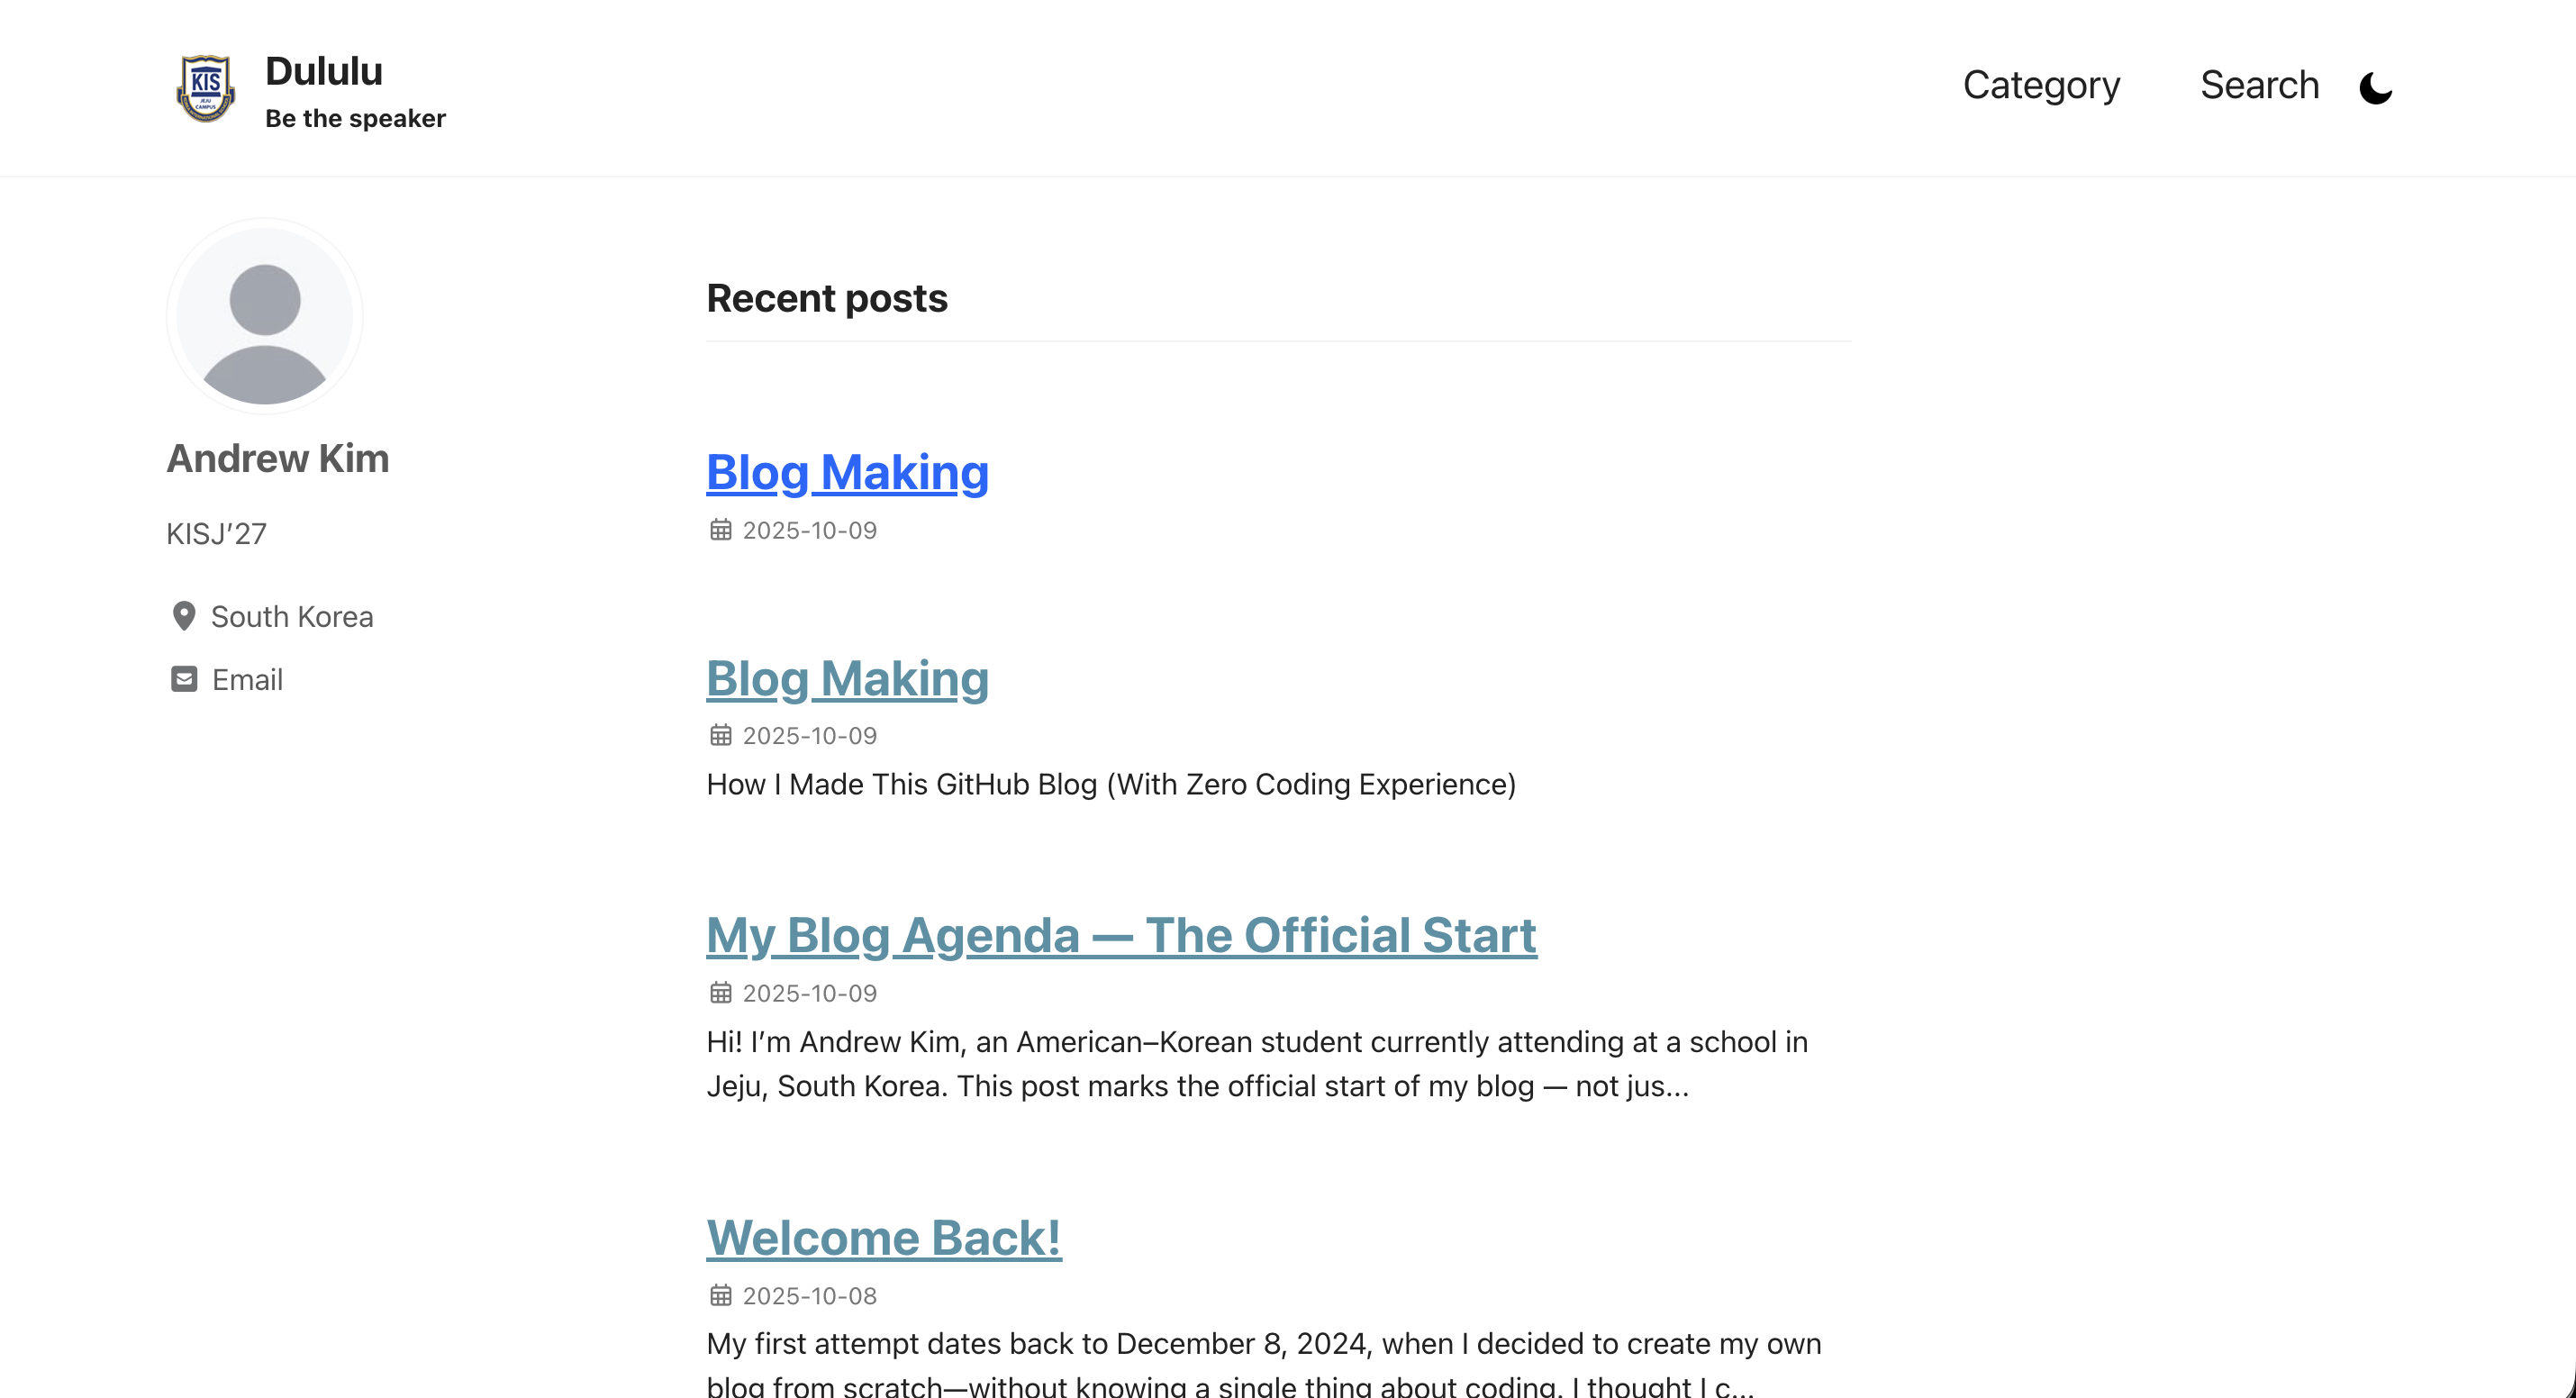 KIS
JEJU
CAMPUS
Dululu
Be the speaker
Category
Search
Andrew Kim
KISJ’27
South Korea
Email
Recent posts
Blog Making
2025-10-09
Blog Making
2025-10-09
How I Made This GitHub Blog (With Zero Coding Experience)
My Blog Agenda — The Official Start
2025-10-09
Hi! I’m Andrew Kim, an American–Korean student currently attending at a school in
Jeju, South Korea. This post marks the official start of my blog — not jus...
Welcome Back!
2025-10-08
My first attempt dates back to December 8, 2024, when I decided to create my own
blog from scratch—without knowing a single thing about coding. I thought I c...